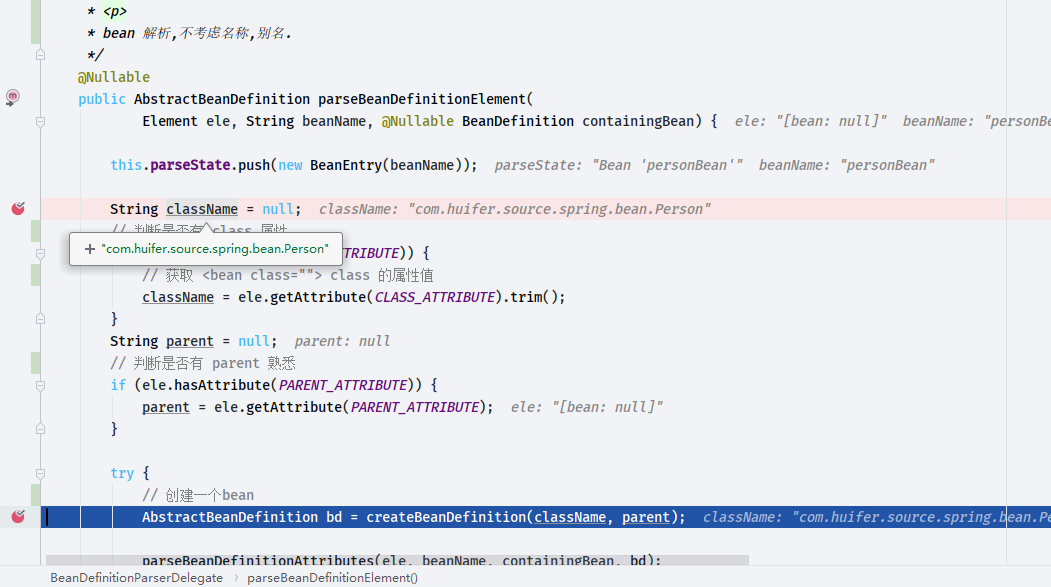 * <p>
* bean 解析,不考虑名称,别名.
*/
@Nullable
public AbstractBeanDefinition parseBeanDefinitionElement(
Element ele, String beanName, @Nullable BeanDefinition containingBean) { ele: "[bean: null]" beanName: "personBe
this.parseState.push(new BeanEntry(beanName)); parseState: "Bean 'personBean'" beanName: "personBean"
String className = null; className: "com.huifer.source.spring.bean.Person"
// 判断是否有 class 属性
+ "com.huifer.source.spring.bean.Person" TRIBUTE)) {
// 获取 <bean class=""> class 的属性值
className = ele.getAttribute(CLASS_ATTRIBUTE).trim();
}
String parent = null; parent: null
// 判断是否有 parent 熟悉
if (ele.hasAttribute(PARENT_ATTRIBUTE)) {
parent = ele.getAttribute(PARENT_ATTRIBUTE); ele: "[bean: null]"
}
try {
// 创建一个bean
AbstractBeanDefinition bd = createBeanDefinition(className, parent); className: "com.huifer.source.spring.bean.Pe
parseBeanDefinitionAttributes(ele, beanName, containingBean, bd);
BeanDefinitionParserDelegate › parseBeanDefinitionElement()